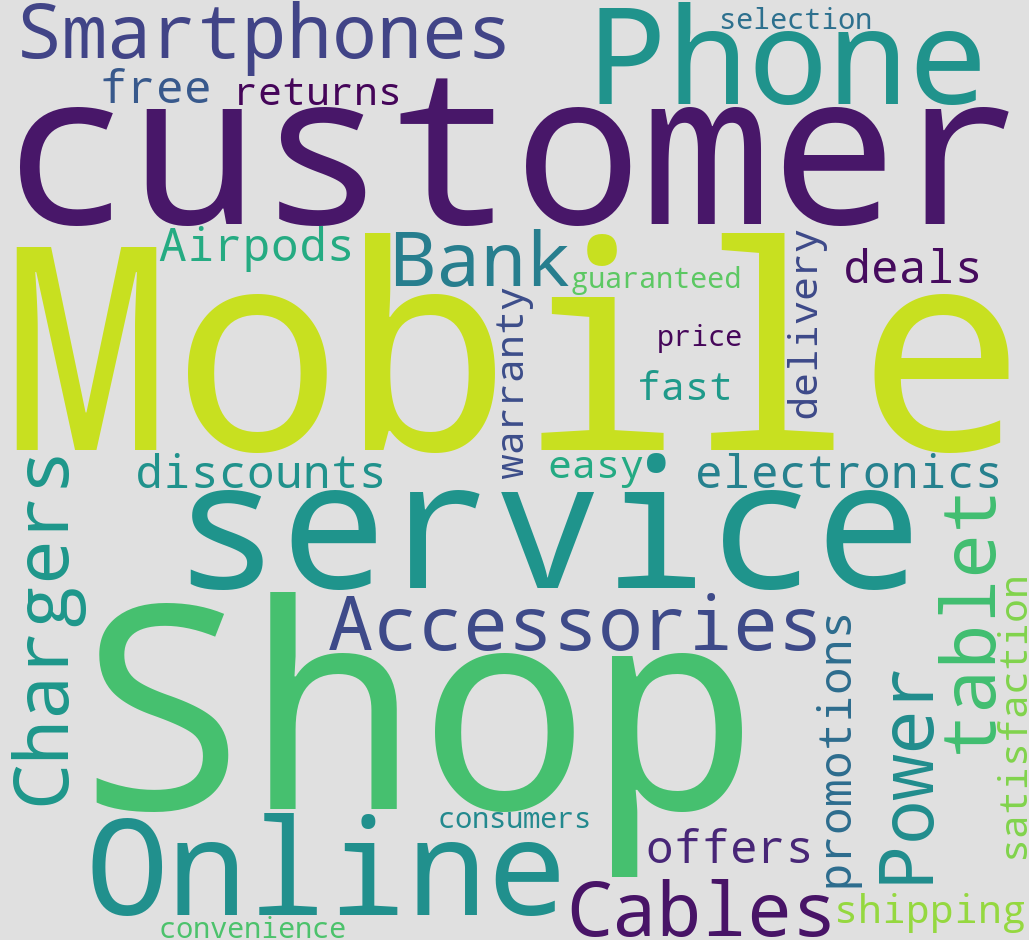 Smartphones
Phone
selection
free
returns
customer
Airpods
Bank
guaranteed
delivery
deals
Mobile
warranty
price
fast
Chargers
discounts
easy
electronics
service
tablet
Accessories
satisfaction
Shop
promotions
Power
Online
consumers
offers
Cables
shipping
convenience